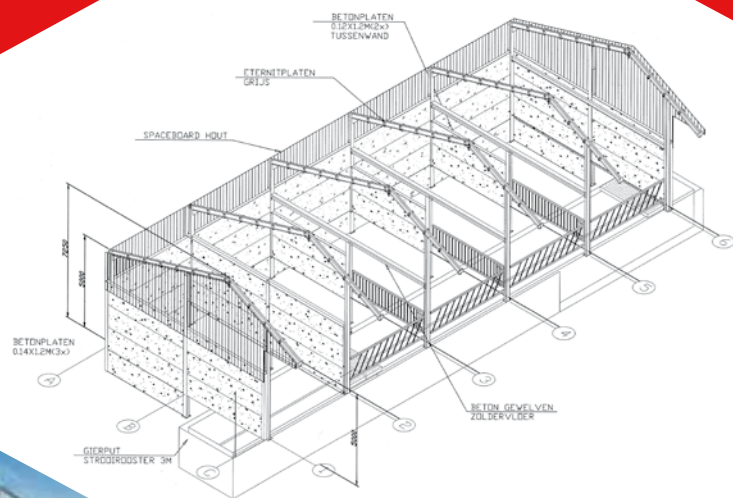 BETONPLATEN
0.12X1.2M(2x)
TUSSENWAND
ETERNITPLATEN
GRIJS
SPACEBOARD HOUT
7250
5000
BETONPLATEN
0.14X1.2M(3x)
A
B
C
GIERPUT
STROOIROOSTER 3M
1
5000
2
3
4
5
6
BETON GEWELVEN
ZOLDERVLOER